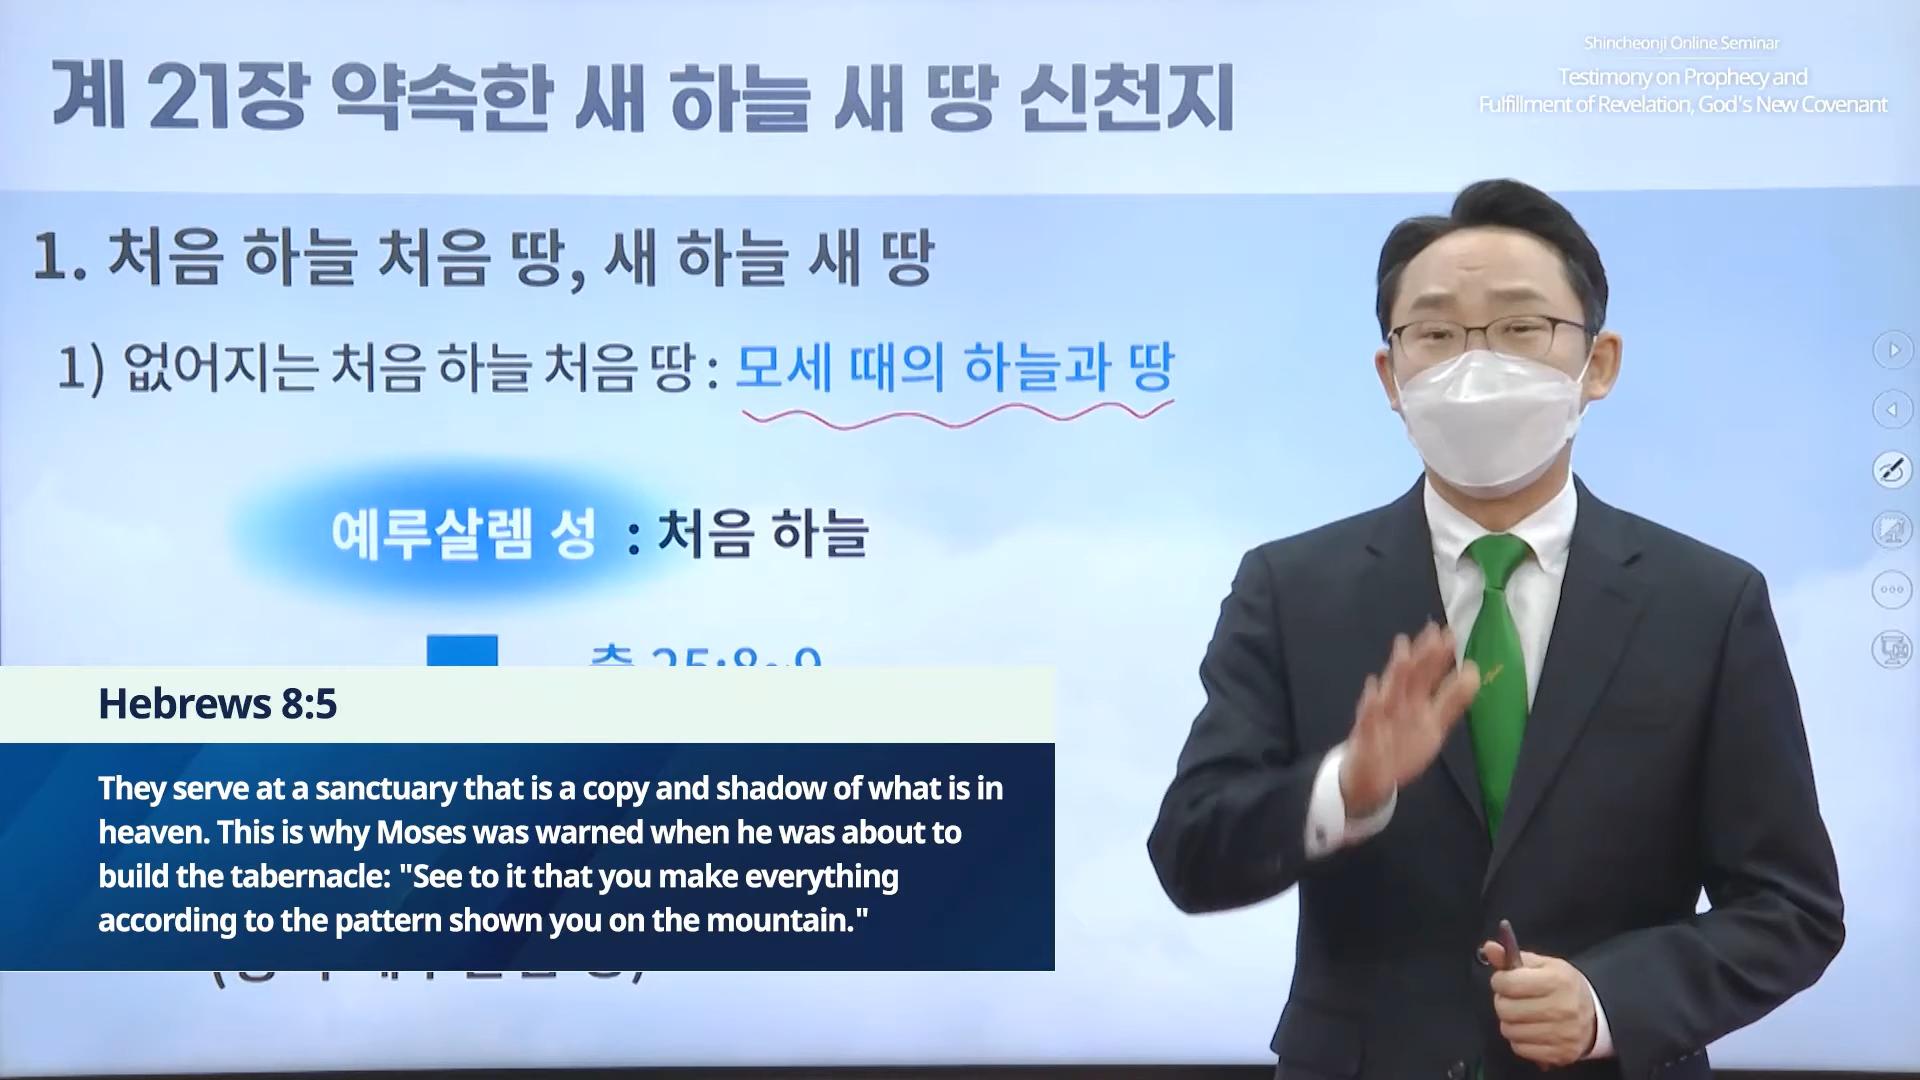 계 21장 약속한 새 하늘 새 땅 신천지
Shincheonji Online Seminar
Testimony on Prophecy and
Fulfillment of Revelation, God's New Covenant
1. 처음 하늘 처음 땅, 새 하늘 새 땅
1) 없어지는 처음 하늘 처음 땅 : 모세 때의 하늘과 땅
예루살렘 성 : 처음 하늘
출 25:8~9
Hebrews 8:5
They serve at a sanctuary that is a copy and shadow of what is in
heaven. This is why Moses was warned when he was about to
build the tabernacle: "See to it that you make everything
according to the pattern shown you on the mountain."